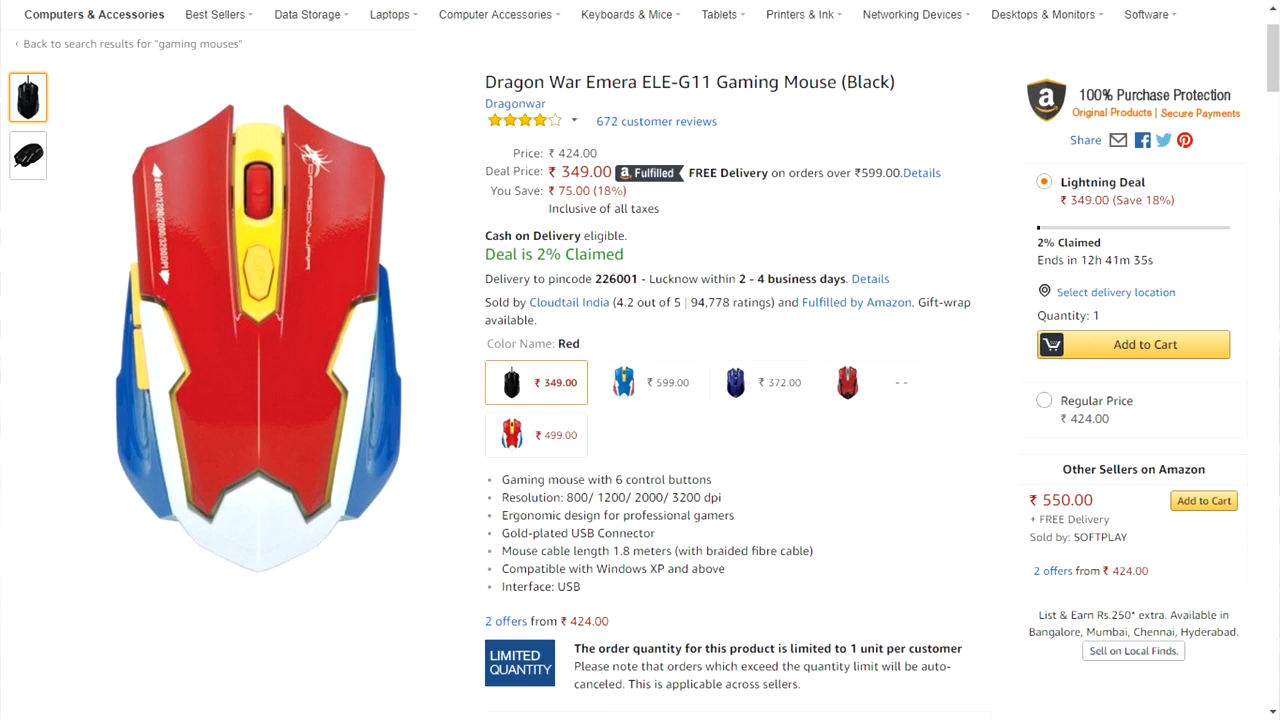 Computers & Accessories Best Sellers Data Storage Laptops Computer Accessories Keyboards & Mice Tablets Printers & Ink Networking Devices Desktops & Monitors Software
‹ Back to search results for "gaming mouses"
800/1200/2000/3200DPI
DRAGONWAR
Dragon War Emera ELE-G11 Gaming Mouse (Black)
Dragonwar
672 customer reviews
Price: ₹ 424.00
Deal Price: ₹ 349.00 a Fulfilled FREE Delivery on orders over ₹599.00.Details
You Save: ₹ 75.00 (18%)
Inclusive of all taxes
Cash on Delivery eligible.
Deal is 2% Claimed
Delivery to pincode 226001 - Lucknow within 2 - 4 business days. Details
Sold by Cloudtail India (4.2 out of 5 | 94,778 ratings) and Fulfilled by Amazon. Gift-wrap
available.
Color Name: Red
₹ 349.00 ₹ 599.00 ₹ 372.00 - -
₹ 499.00
• Gaming mouse with 6 control buttons
• Resolution: 800/ 1200/ 2000/ 3200 dpi
• Ergonomic design for professional gamers
• Gold-plated USB Connector
• Mouse cable length 1.8 meters (with braided fibre cable)
• Compatible with Windows XP and above
• Interface: USB
2 offers from ₹ 424.00
LIMITED
QUANTITY
The order quantity for this product is limited to 1 unit per customer
Please note that orders which exceed the quantity limit will be auto-
canceled. This is applicable across sellers.
a
100% Purchase Protection
Original Products | Secure Payments
Share
Lightning Deal
₹ 349.00 (Save 18%)
2% Claimed
Ends in 12h 41m 35s
Select delivery location
Quantity: 1
Add to Cart
Regular Price
₹ 424.00
Other Sellers on Amazon
₹ 550.00 Add to Cart
+ FREE Delivery
Sold by: SOFTPLAY
2 offers from ₹ 424.00
List & Earn Rs.250* extra. Available in
Bangalore, Mumbai, Chennai, Hyderabad.
Sell on Local Finds.